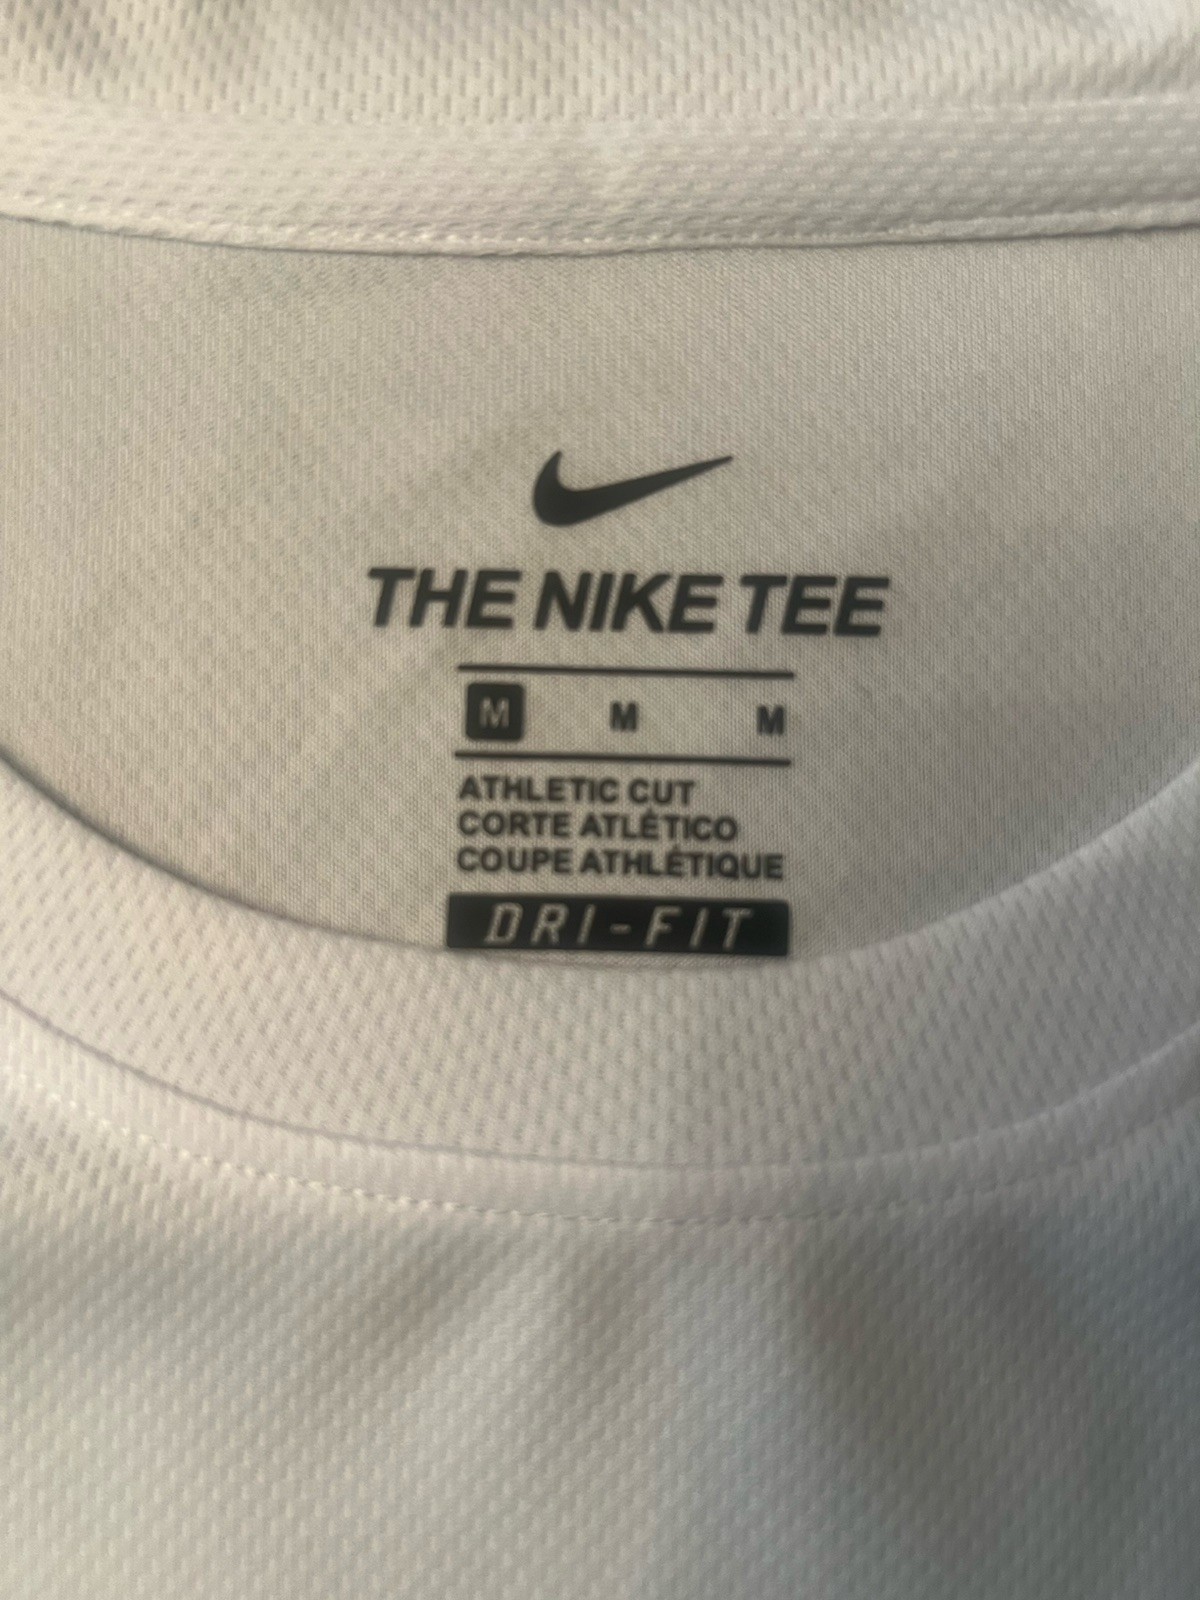 THE NIKE TEE
M M M
ATHLETIC CUT
CORTE ATLÉTICO
COUPE ATHLÉTIQUE
DRI-FIT